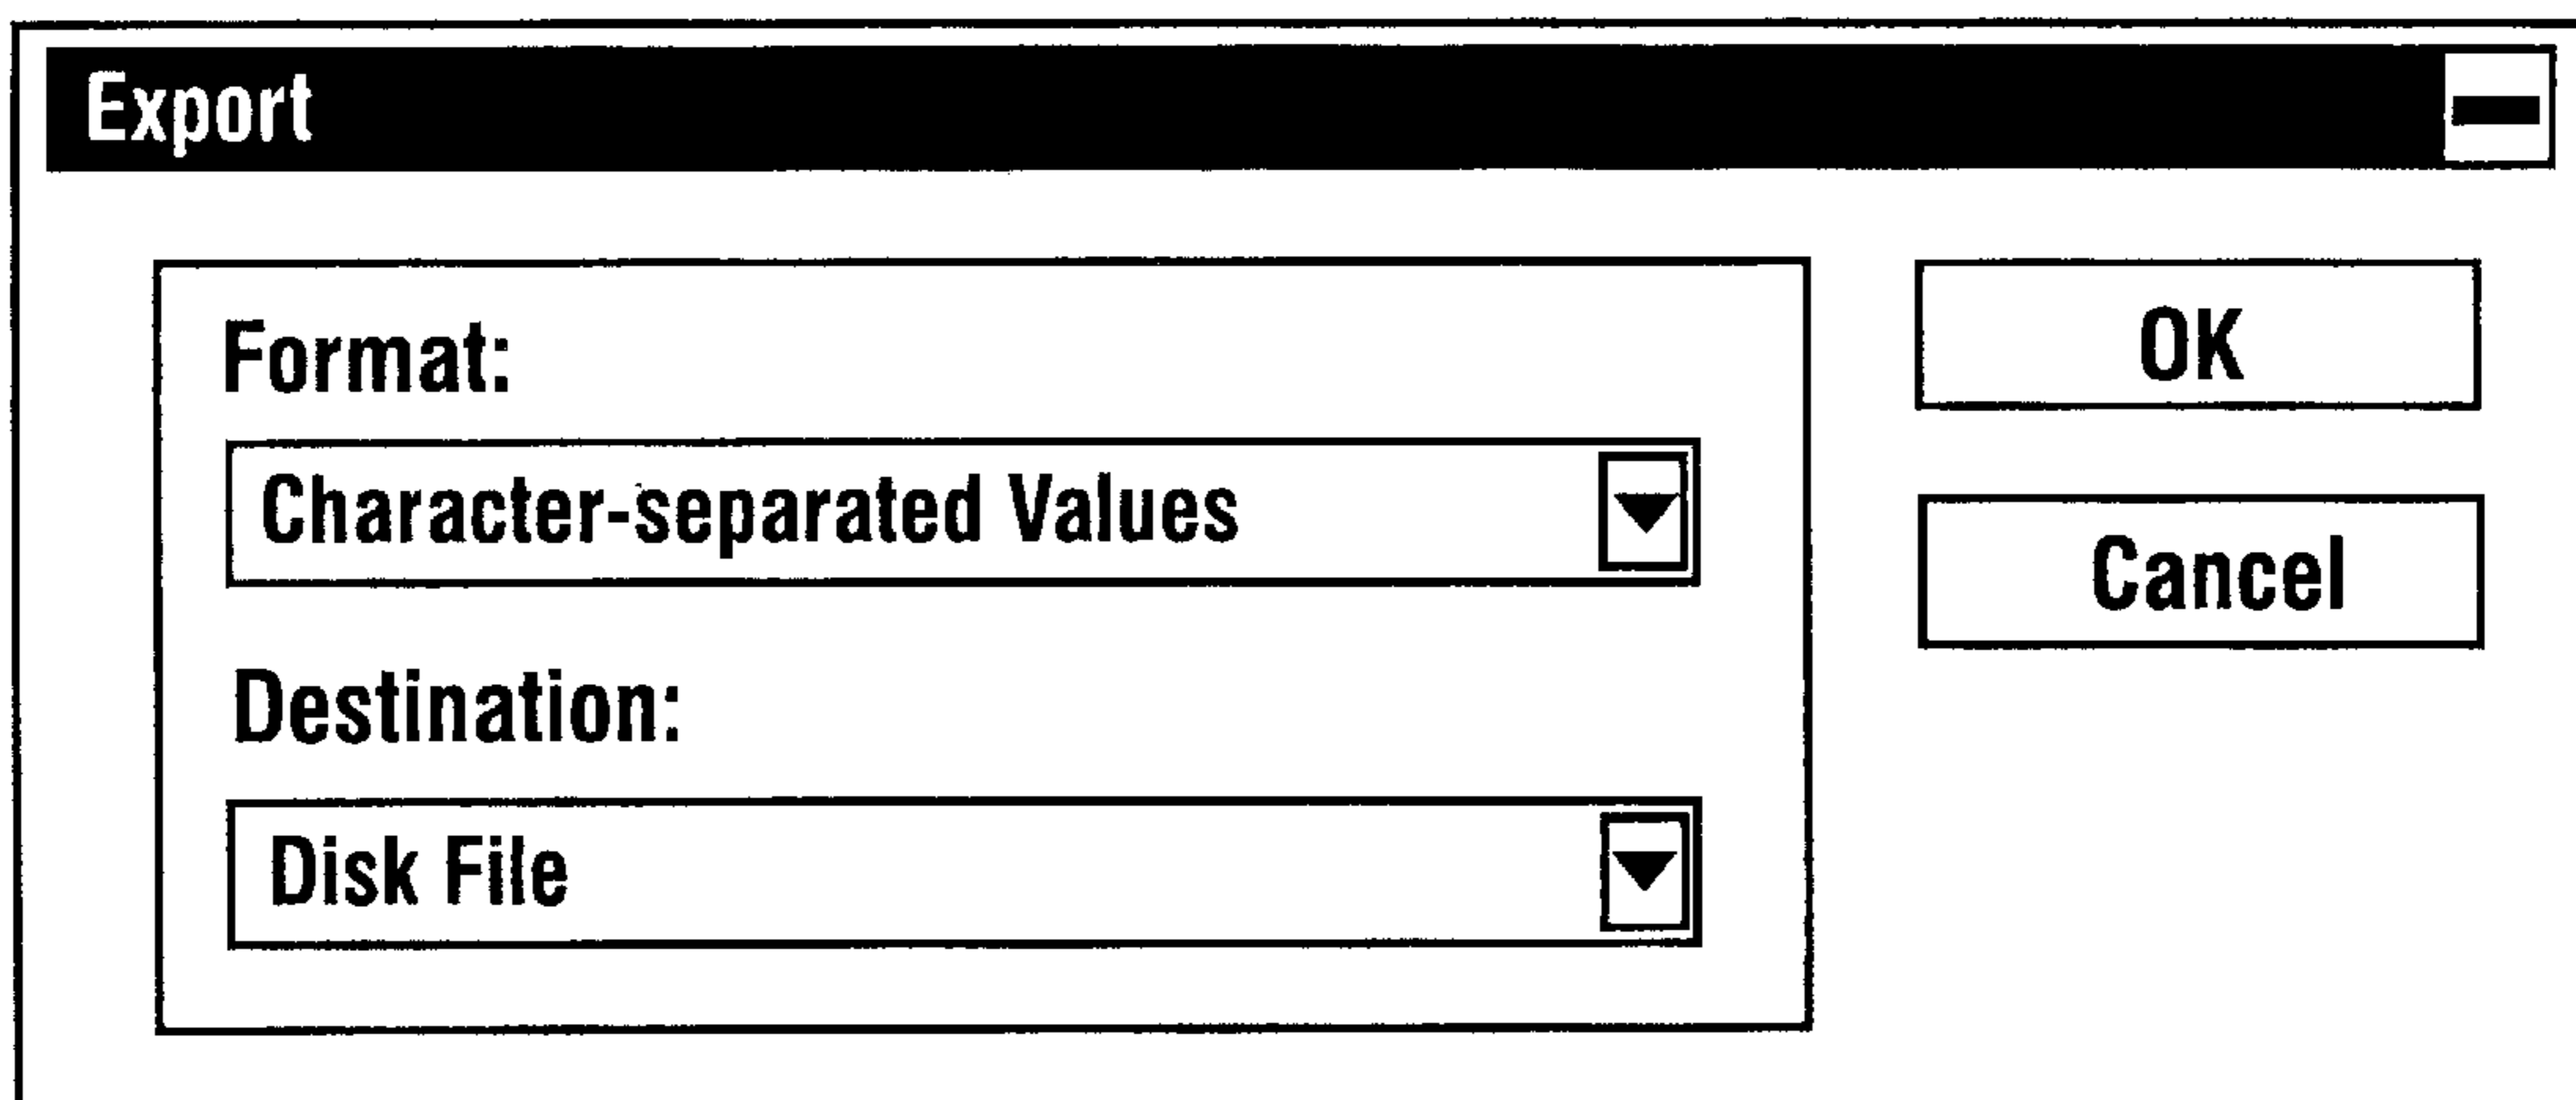 Export
Format:
OK
Character-separated Values
Cancel
Destination:
Disk File